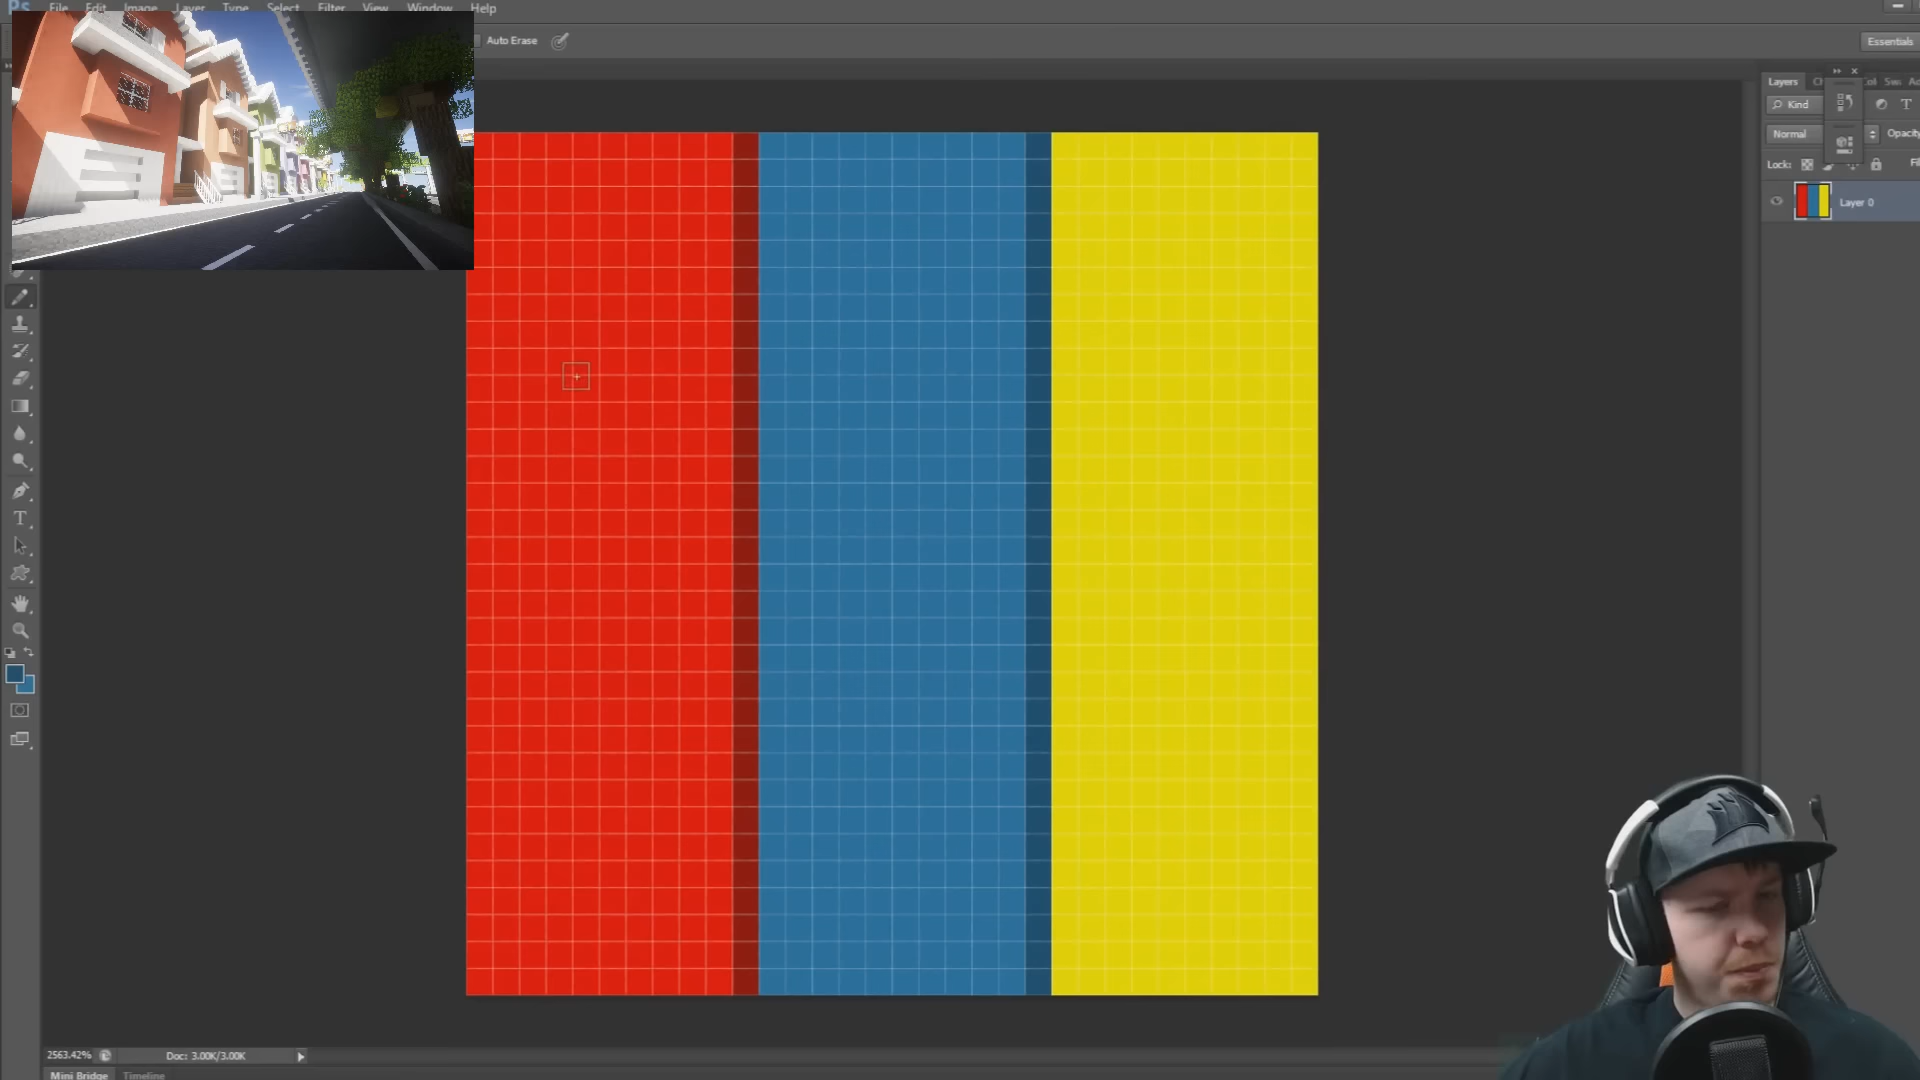 Ps File Edit Image Layer Type Select Filter View Window Help
Auto Erase
Essentials
Layers
Kind
Normal
Opacity
Lock:
Layer 0
2563.42%
Doc: 3.00K/3.00K
Mini Bridge
Timeline